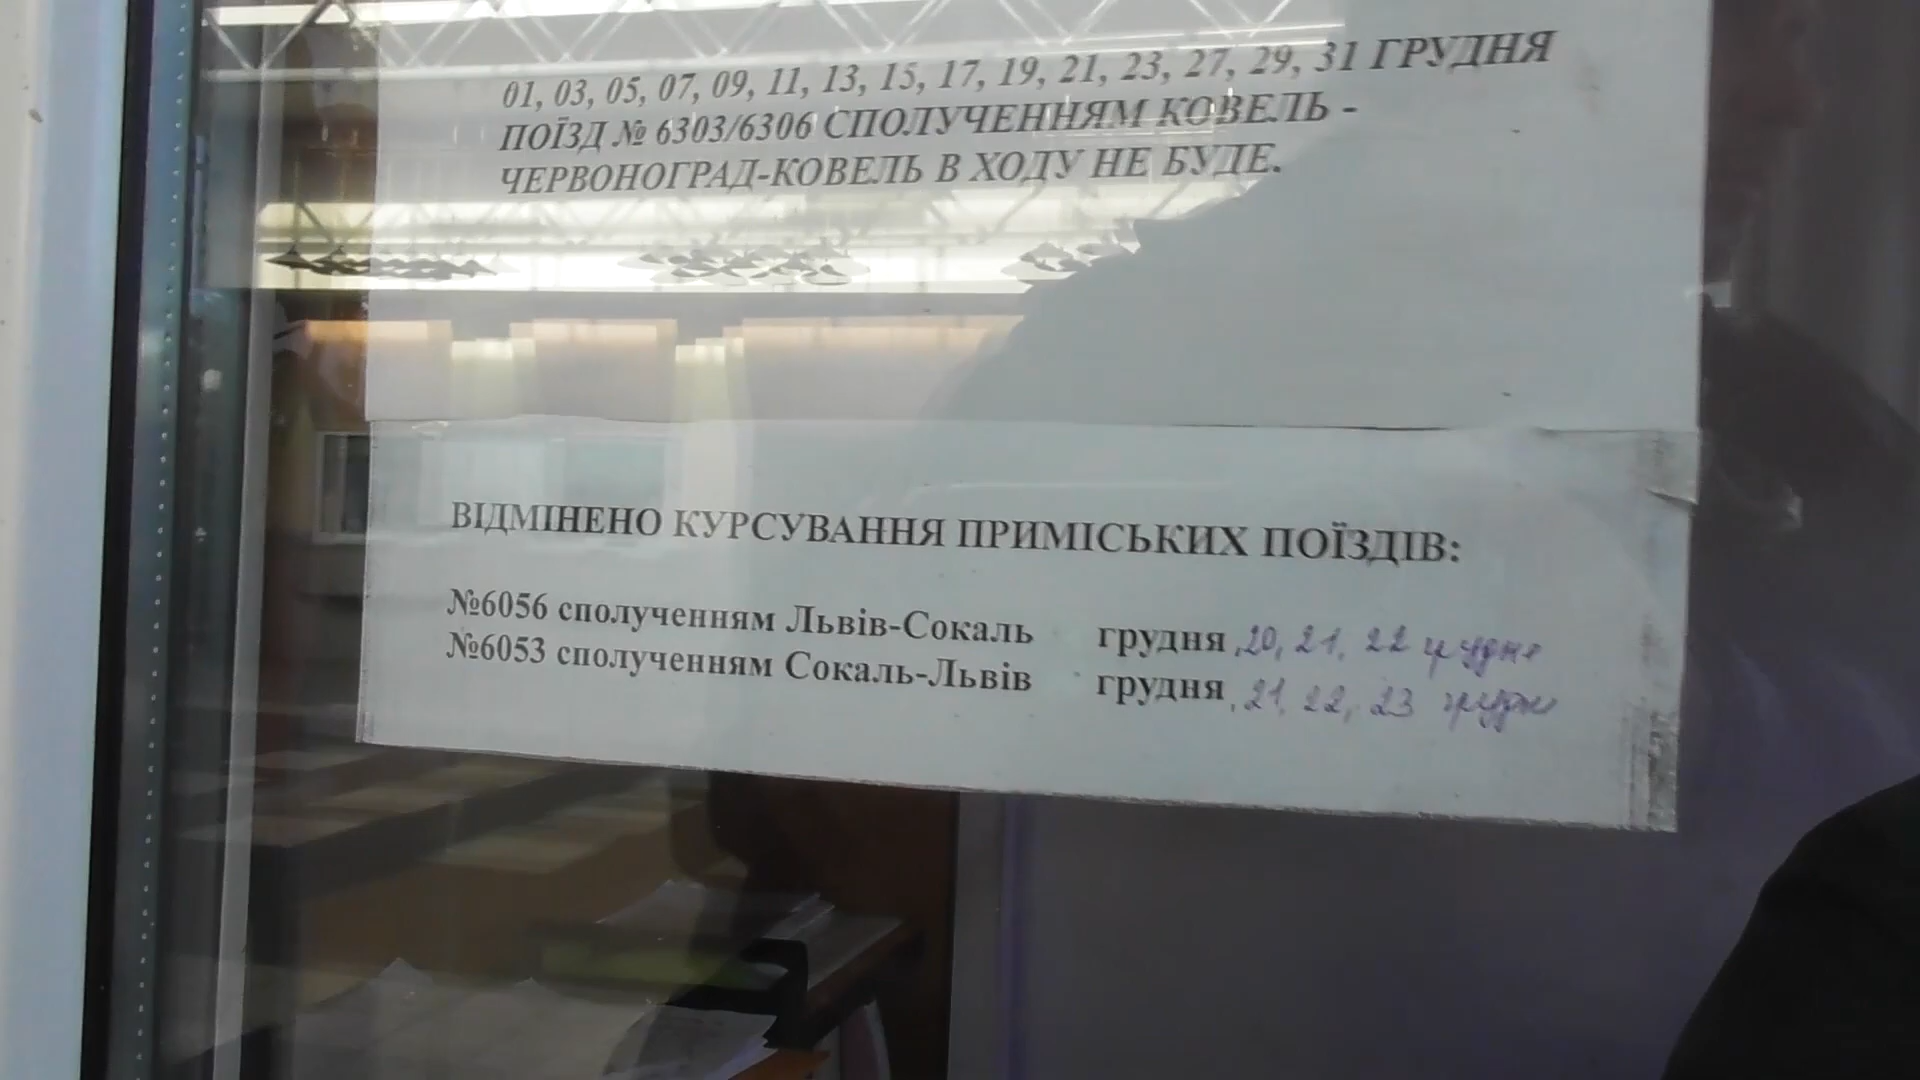 01, 03, 05, 07, 09, 11, 13, 15, 17, 19, 21, 23, 27, 29, 31 ГРУДНЯ
ПОЇЗД № 6303/6306 СПОЛУЧЕННЯМ КОВЕЛЬ -
ЧЕРВОНОГРАД-КОВЕЛЬ В ХОДУ НЕ БУДЕ.
ВІДМІНЕНО КУРСУВАННЯ ПРИМІСЬКИХ ПОЇЗДІВ:
№6056 сполученням Львів-Сокаль грудня, 20, 21, 22 грудня
№6053 сполученням Сокаль-Львів грудня, 21, 22, 23 грудня